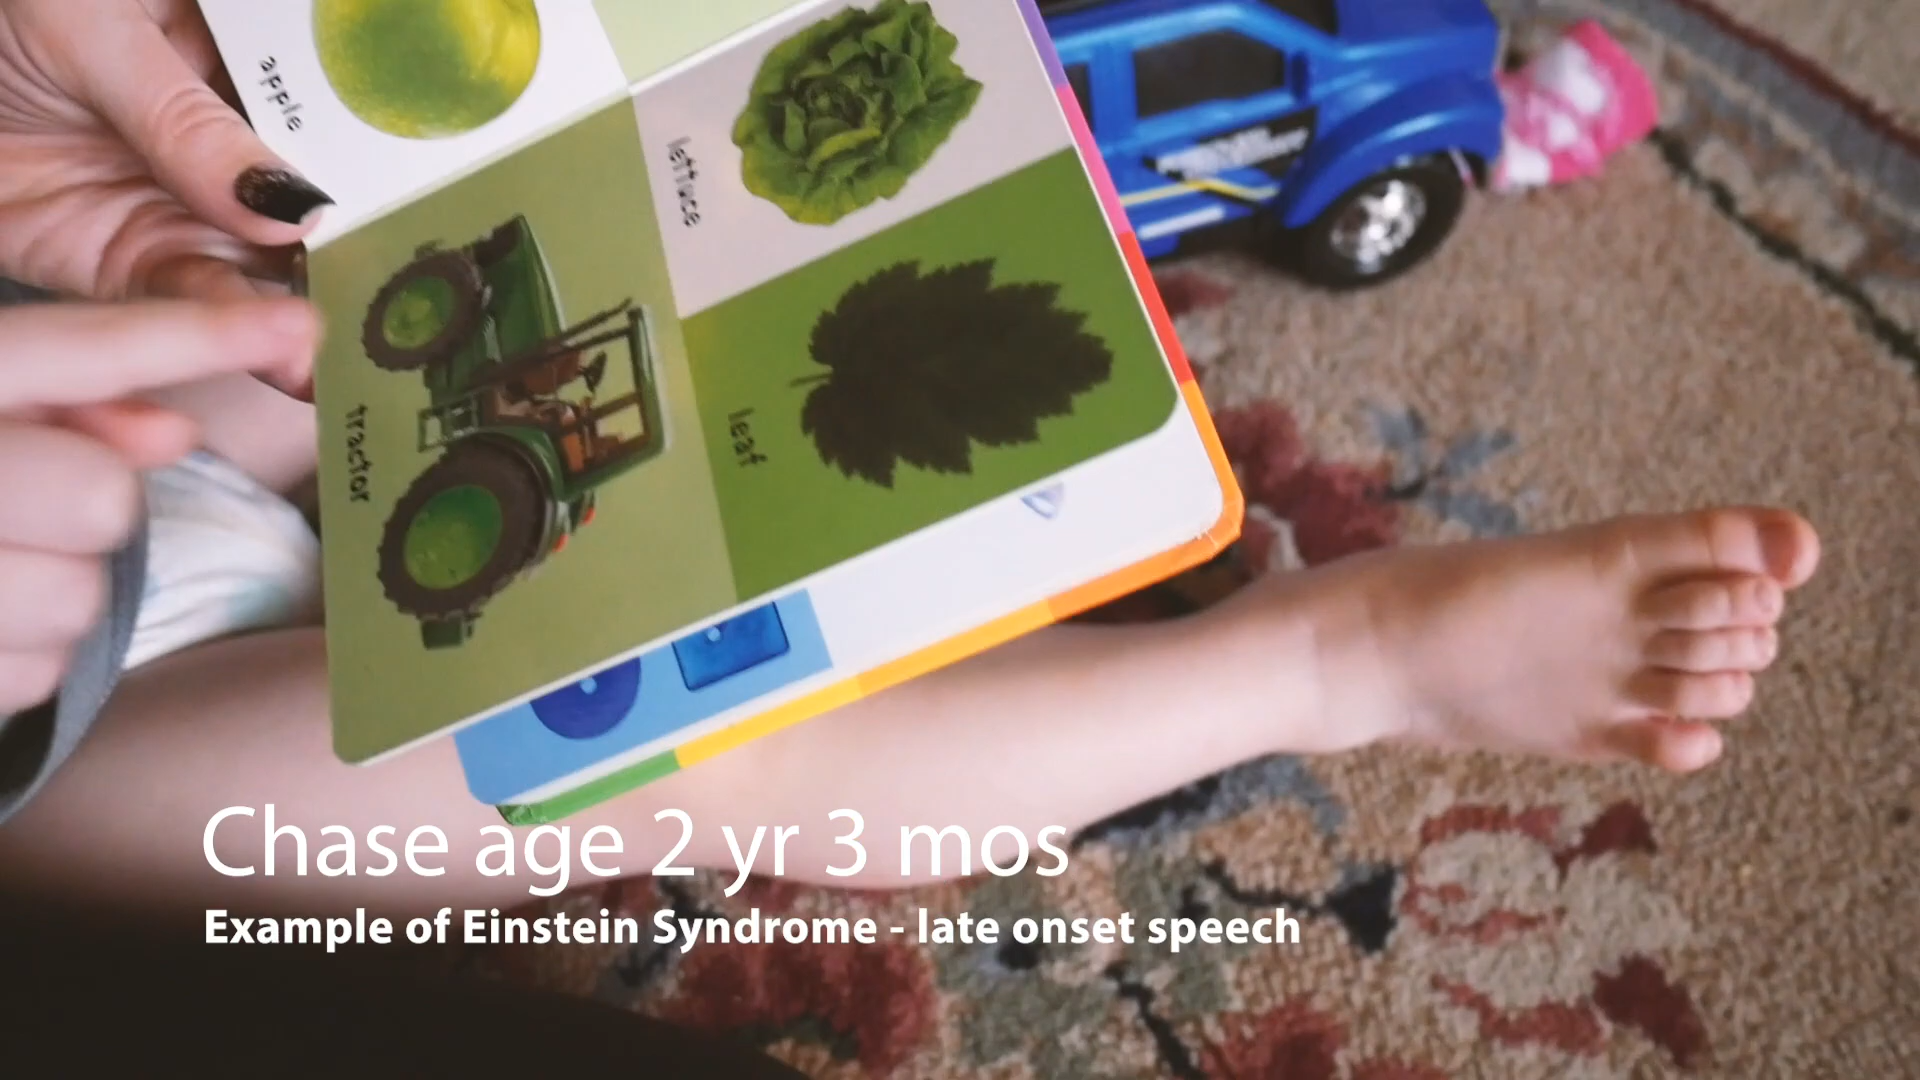 apple
lettuce
tractor
leaf
Chase age 2 yr 3 mos
Example of Einstein Syndrome - late onset speech